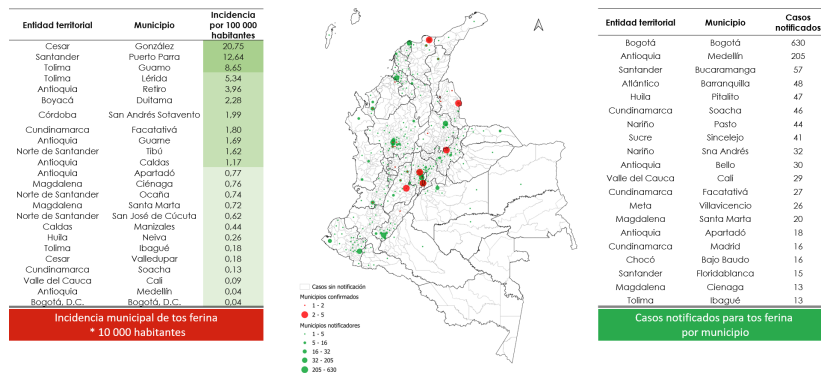 Entidad territorial Municipio Incidencia por 100 000 habitantes
Cesar González 20,75
Santander Puerto Parra 12,64
Tolima Guamo 8,65
Tolima Lérida 5,34
Antioquia Retiro 3,96
Boyacá Duitama 2,28
Córdoba San Andrés Sotavento 1,99
Cundinamarca Facatativá 1,80
Antioquia Guarne 1,69
Norte de Santander Tibú 1,62
Antioquia Caldas 1,17
Antioquia Apartadó 0,77
Magdalena Ciénaga 0,76
Norte de Santander Ocaña 0,74
Magdalena Santa Marta 0,72
Norte de Santander San José de Cúcuta 0,62
Caldas Manizales 0,44
Huila Neiva 0,26
Tolima Ibagué 0,18
Cesar Valledupar 0,18
Cundinamarca Soacha 0,13
Valle del Cauca Cali 0,09
Antioquia Medellín 0,04
Bogotá, D.C. Bogotá, D.C. 0,04
Incidencia municipal de tos ferina
* 10 000 habitantes
Casos sin notificación
Municipios confirmados
1 - 2
2 - 5
Municipios notificadores
1 - 5
5 - 16
16 - 32
32 - 205
205 - 630
Entidad territorial Municipio Casos notificados
Bogotá Bogotá 630
Antioquia Medellín 205
Santander Bucaramanga 57
Atlántico Barranquilla 48
Huila Pitalito 47
Cundinamarca Soacha 46
Nariño Pasto 44
Sucre Sincelejo 41
Nariño Sna Andrés 32
Antioquia Bello 30
Valle del Cauca Cali 29
Cundinamarca Facatativá 27
Meta Villavicencio 26
Magdalena Santa Marta 20
Antioquia Apartadó 18
Cundinamarca Madrid 16
Chocó Bajo Baudo 16
Santander Floridablanca 15
Magdalena Cienaga 13
Tolima Ibagué 13
Casos notificados para tos ferina
por municipio